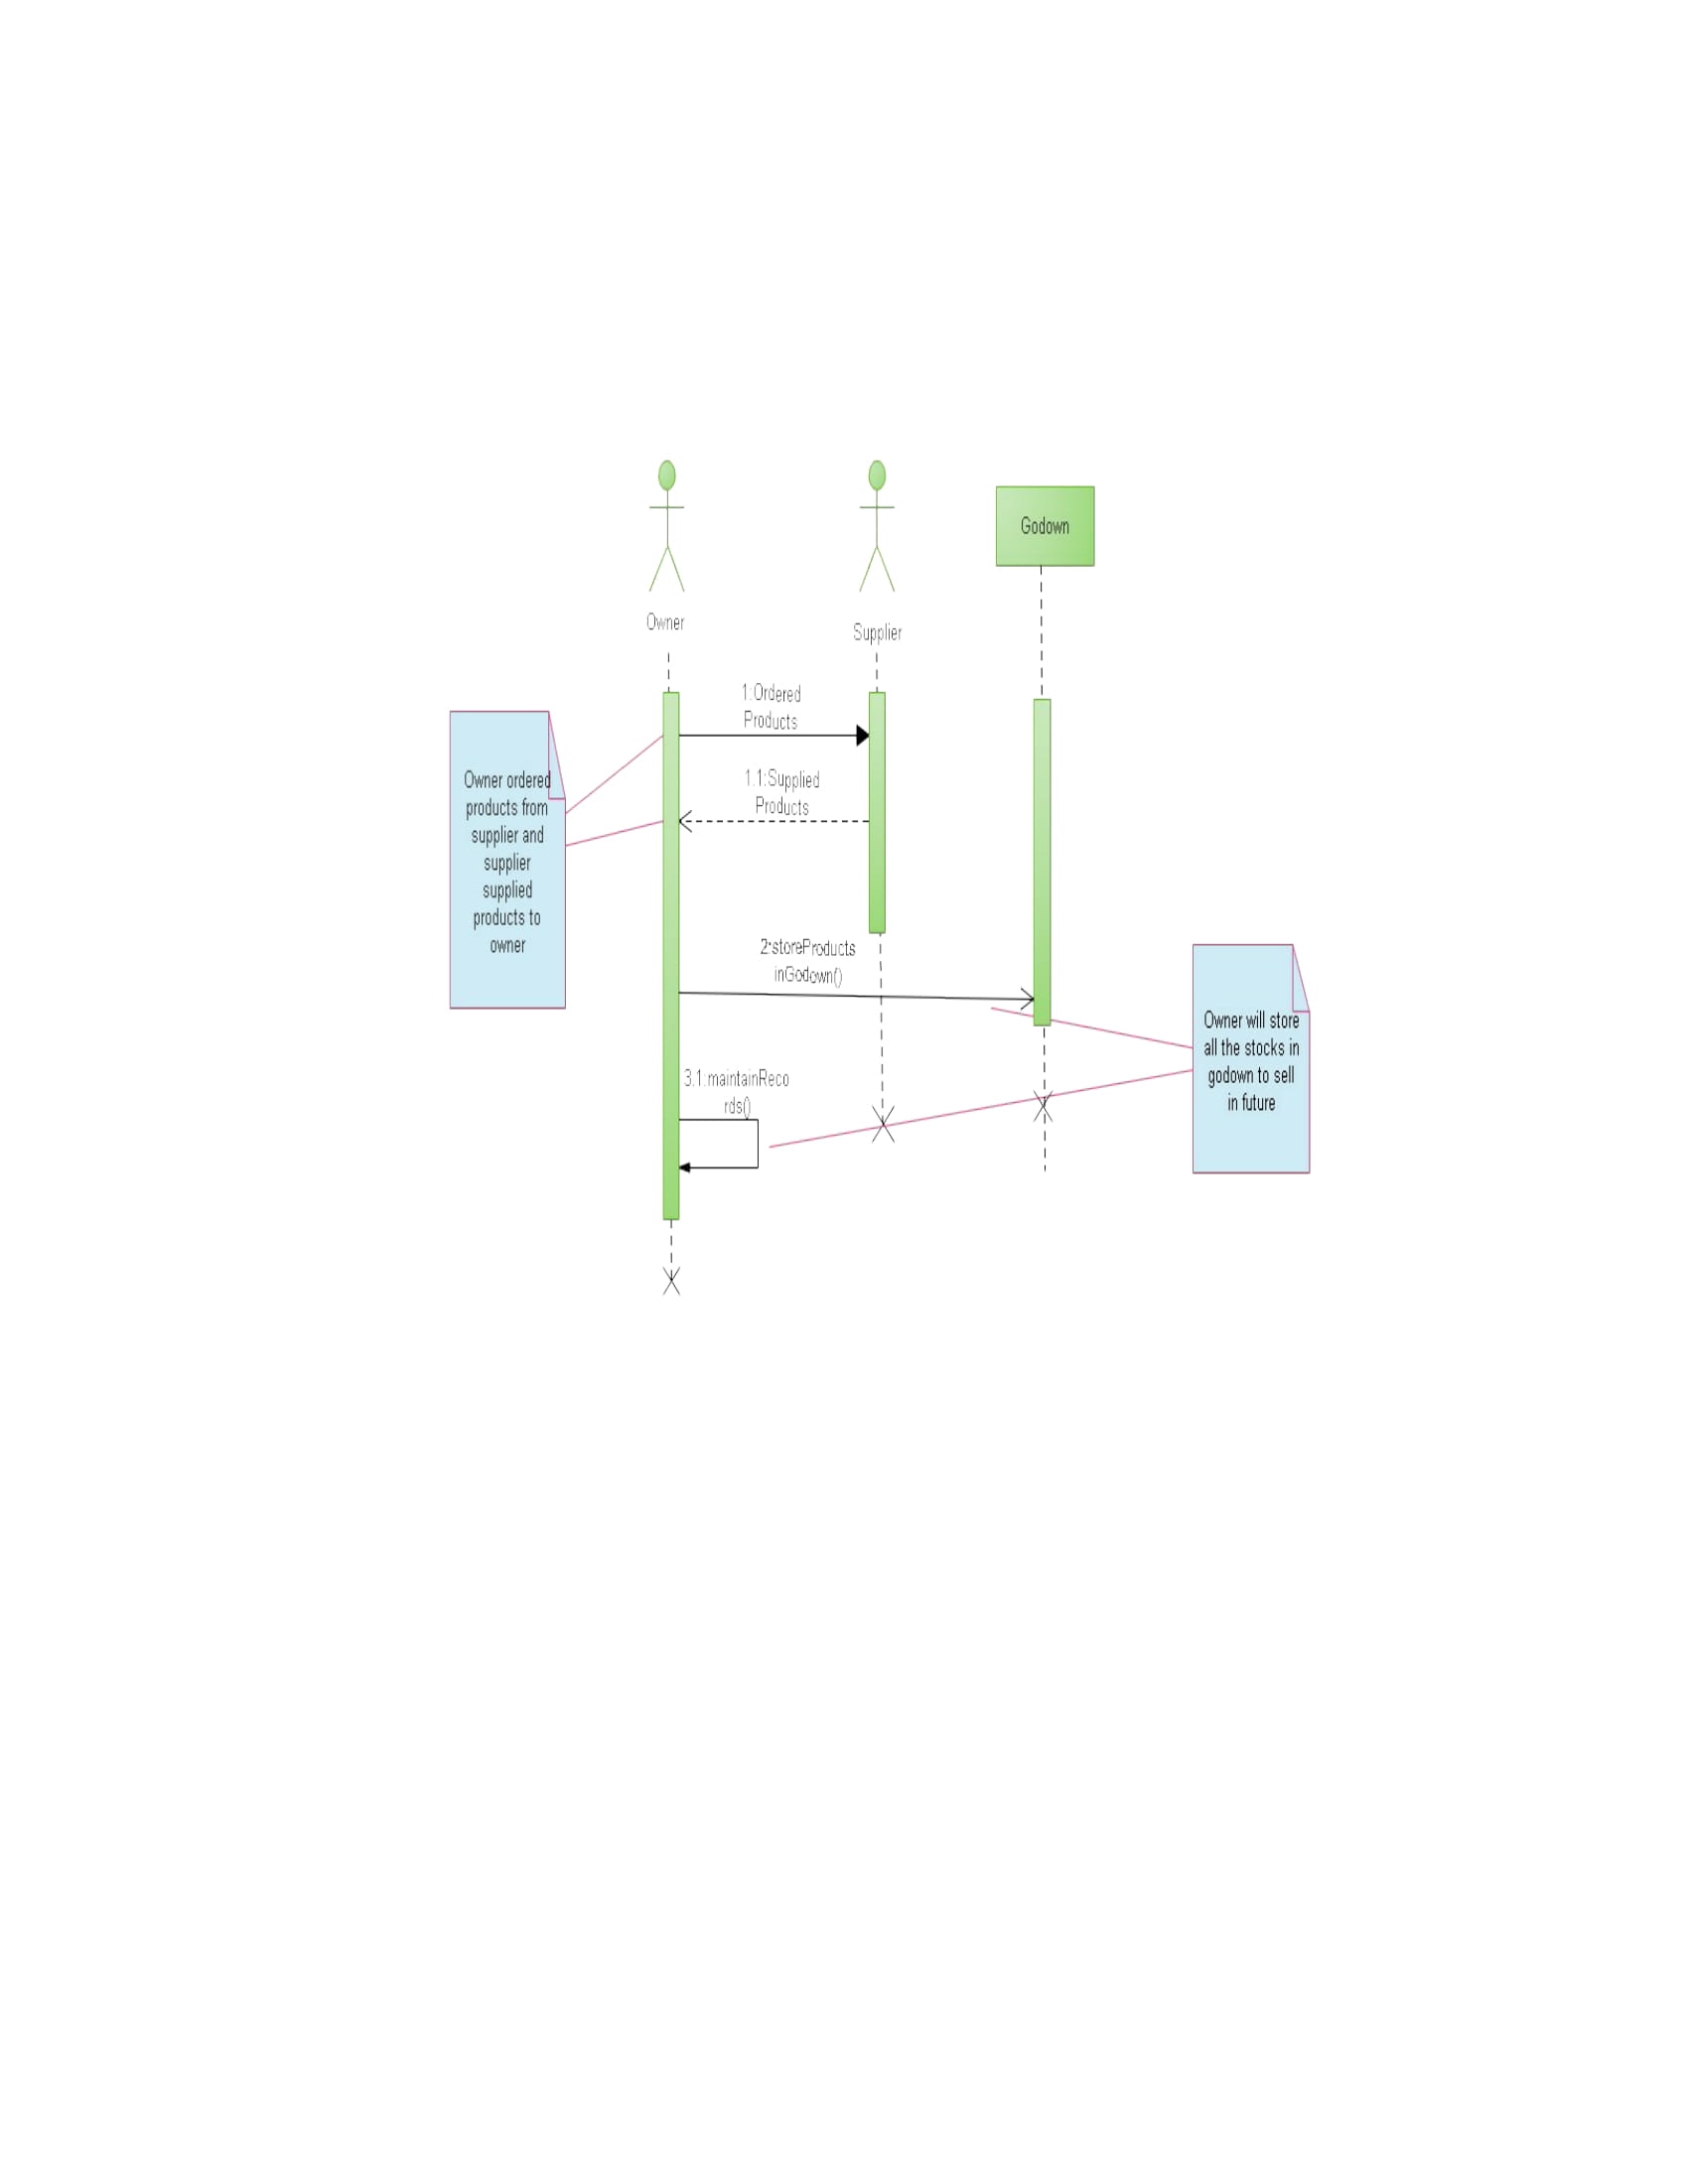 Godown
Owner
Supplier
1:Ordered
Products
Owner ordered
products from
supplier and
supplier
supplied
products to
owner
1.1:Supplied
Products
2:storeProducts
inGodown()
Owner will store
all the stocks in
godown to sell
in future
3.1:maintainReco
rds()